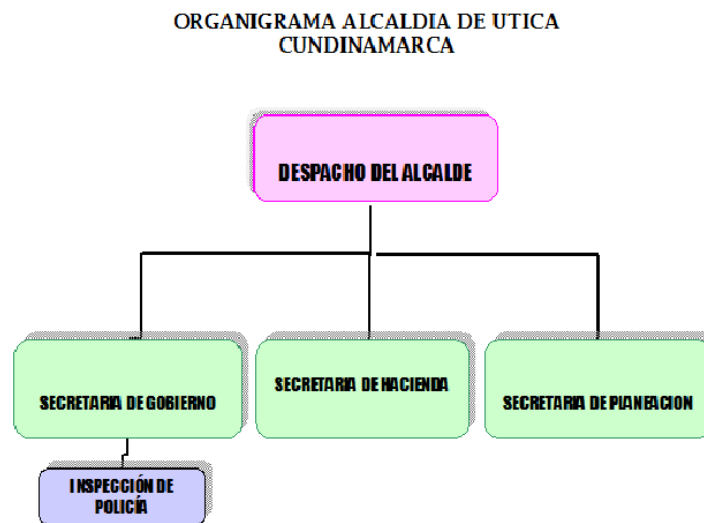 ORGANIGRAMA ALCALDIA DE UTICA
CUNDINAMARCA
DESPACHO DEL ALCALDE
SECRETARIA DE GOBIERNO
SECRETARIA DE HACIENDA
SECRETARIA DE PLANEACION
INSPECCIÓN DE
POLICÍA